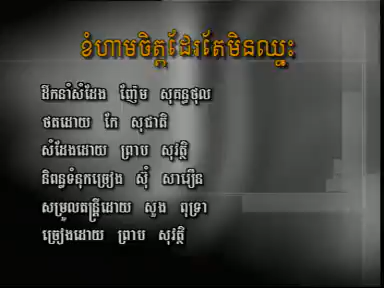 ខំហាមចិត្តដែរតែមិនឈ្នះ
ដឹកនាំសំដែង ញ៉ែម សុគន្ធផុល
ថតដោយ កែ សុជាតិ
សំដែងដោយ ព្រាប សុវត្ថិ
និពន្ធទំនុកច្រៀង ស៊ុំ សារឿន
សម្រួលតន្ត្រីដោយ សួង ពុទ្រា
ច្រៀងដោយ ព្រាប សុវត្ថិ